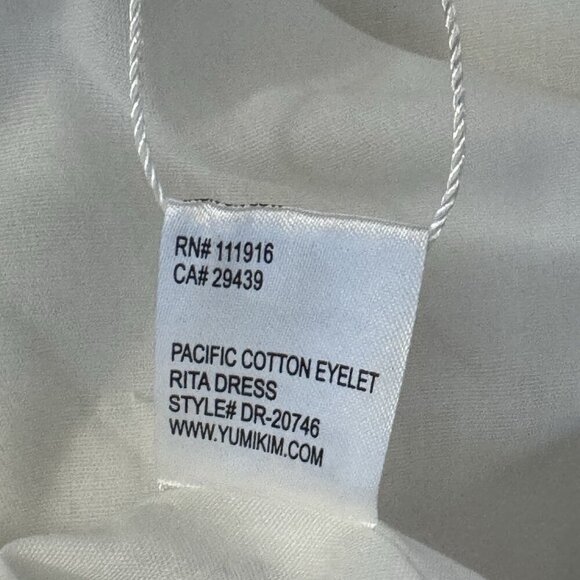 RN# 111916
CA# 29439
PACIFIC COTTON EYELET
RITA DRESS
STYLE# DR-20746
WWW.YUMIKIM.COM